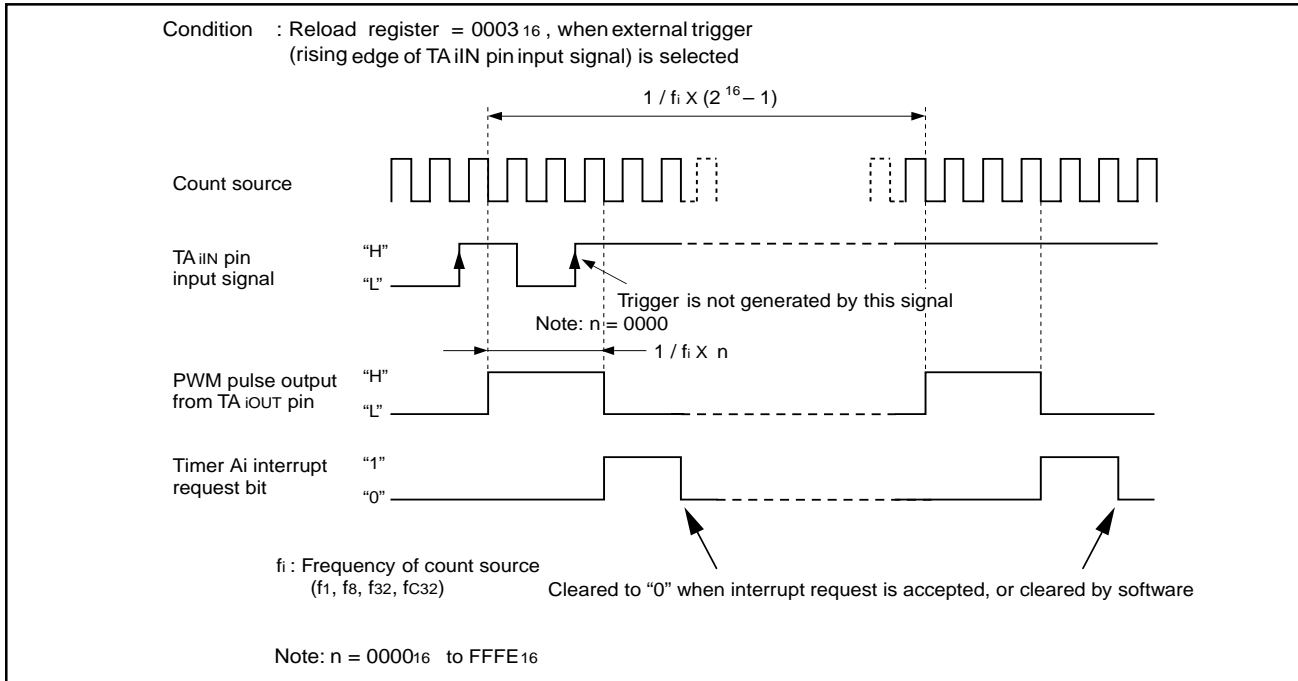 Condition : Reload register = 0003 16 , when external trigger
(rising edge of TA iIN pin input signal) is selected
1 / fi X (2 16 – 1)
Count source
TA iIN pin
input signal
“H”
“L”
Trigger is not generated by this signal
Note: n = 0000
1 / fi X n
PWM pulse output
from TA iOUT pin
“H”
“L”
Timer Ai interrupt
request bit
“1”
“0”
fi : Frequency of count source
(f1, f8, f32, fC32)
Cleared to “0” when interrupt request is accepted, or cleared by software
Note: n = 000016 to FFFE 16